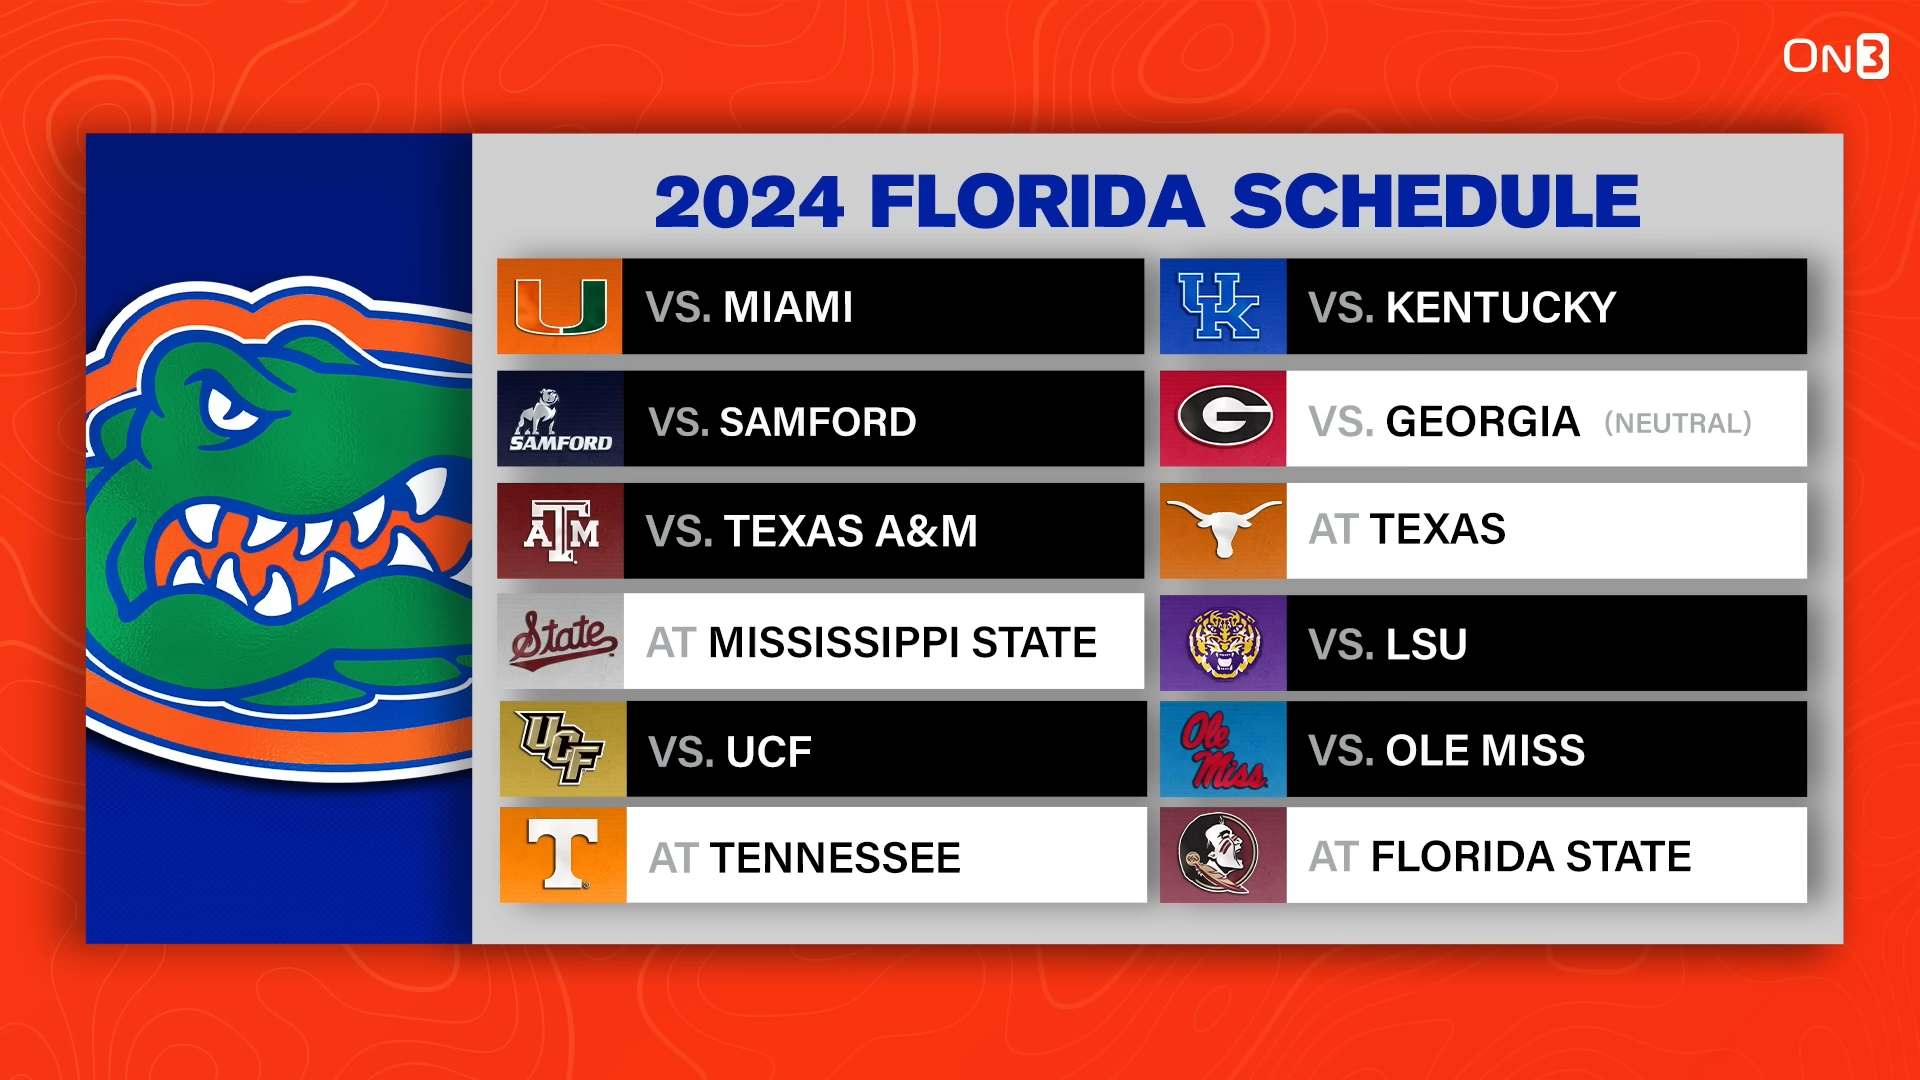 ON3
2024 FLORIDA SCHEDULE
VS. MIAMI
SAMFORD
VS. SAMFORD
ATM
VS. TEXAS A&M
State
AT MISSISSIPPI STATE
UCF
VS. UCF
T
AT TENNESSEE
UK
VS. KENTUCKY
G
VS. GEORGIA (NEUTRAL)
AT TEXAS
VS. LSU
Ole
Miss
VS. OLE MISS
AT FLORIDA STATE
U